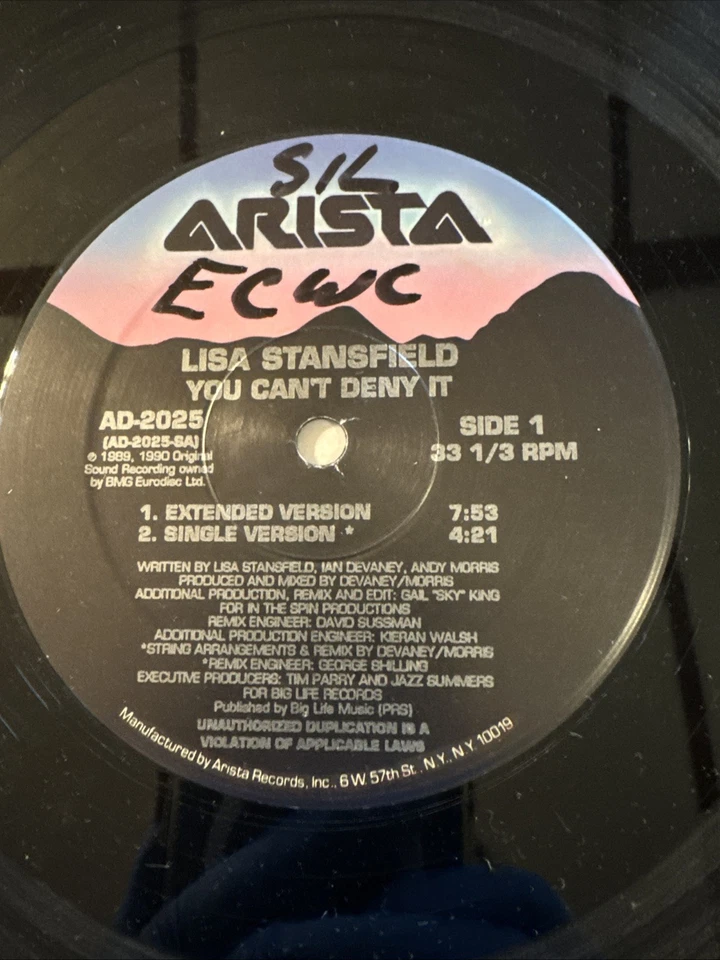 SIL
ARISTA
ECWC
LISA STANSFIELD
YOU CAN'T DENY IT
AD-2025
(AD-2025-SA)
℗ 1989, 1990 Original
Sound Recording owned
by BMG Eurodisc Ltd.
SIDE 1
33 1/3 RPM
1. EXTENDED VERSION 7:53
2. SINGLE VERSION * 4:21
WRITTEN BY LISA STANSFIELD, IAN DEVANEY, ANDY MORRIS
PRODUCED AND MIXED BY DEVANEY/MORRIS
ADDITIONAL PRODUCTION, REMIX AND EDIT: GAIL "SKY" KING
FOR IN THE SPIN PRODUCTIONS
REMIX ENGINEER: DAVID SUSSMAN
ADDITIONAL PRODUCTION ENGINEER: KIERAN WALSH
*STRING ARRANGEMENTS & REMIX BY DEVANEY/MORRIS
*REMIX ENGINEER: GEORGE SHILLING
EXECUTIVE PRODUCERS: TIM PARRY AND JAZZ SUMMERS
FOR BIG LIFE RECORDS
Published by Big Life Music (PRS)
UNAUTHORIZED DUPLICATION IS A
VIOLATION OF APPLICABLE LAWS
Manufactured by Arista Records, Inc., 6 W. 57th St., N.Y., N.Y. 10019